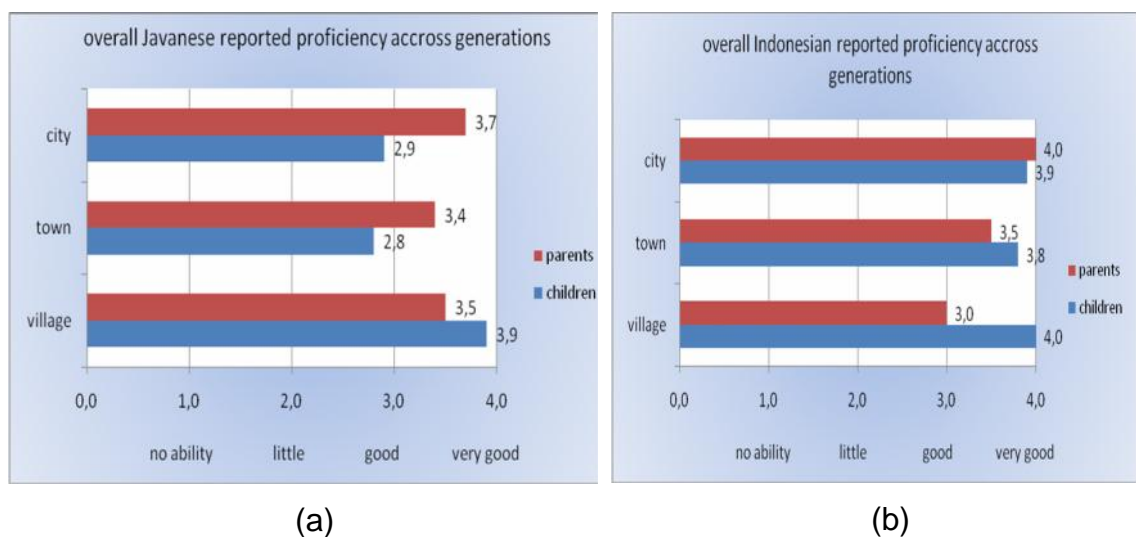 overall Javanese reported proficiency accross generations
city
3,7
2,9
town
3,4
2,8
village
3,5
3,9
parents
children
0,0 1,0 2,0 3,0 4,0
no ability little good very good
(a)
overall Indonesian reported proficiency accross
generations
city
4,0
3,9
town
3,5
3,8
village
3,0
4,0
parents
children
0,0 1,0 2,0 3,0 4,0
no ability little good very good
(b)